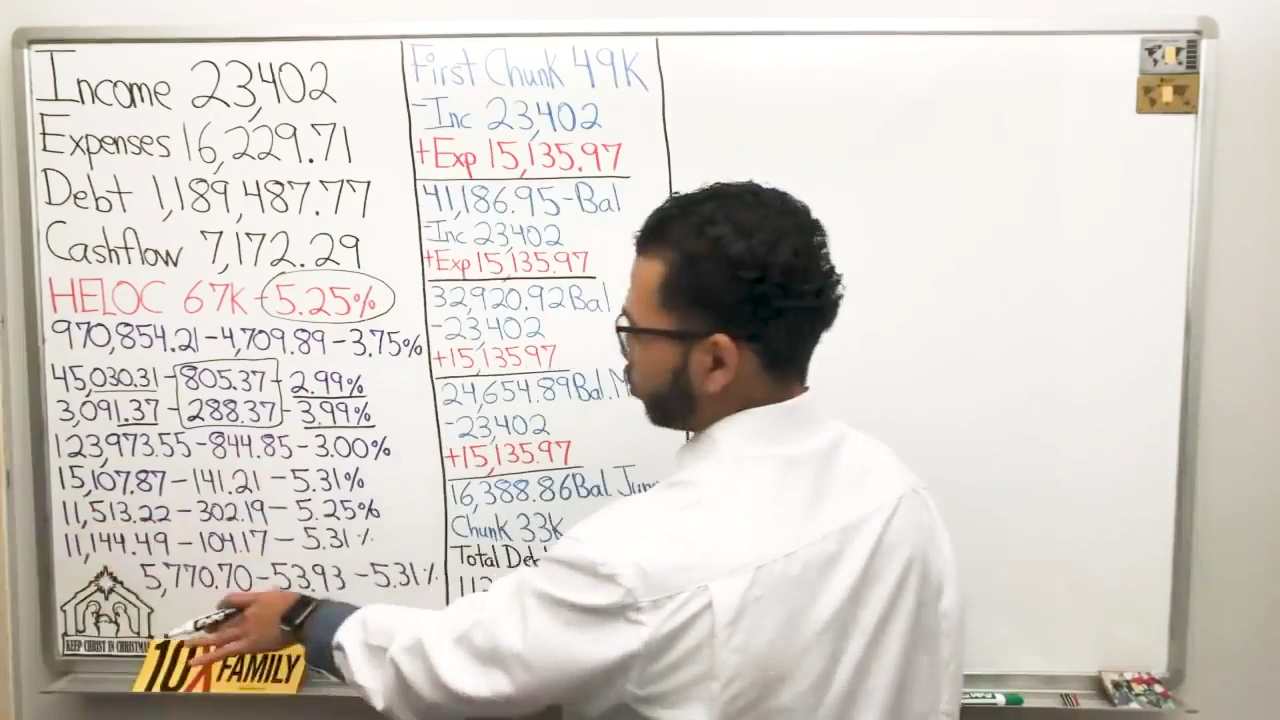 Income 23,402
Expenses 16,229.71
Debt 1,189,487.77
Cashflow 7,172.29
HELOC 67K - 5.25%
970,854.21 - 4,709.89 - 3.75%
45,030.31 - 805.37 - 2.99%
3,091.37 - 288.37 - 3.99%
123,973.55 - 844.85 - 3.00%
15,107.87 - 141.21 - 5.31%
11,513.22 - 302.19 - 5.25%
11,144.49 - 104.17 - 5.31%
5,770.70 - 53.93 - 5.31%
KEEP CHRIST IN CHRISTMAS
10X FAMILY
First Chunk 49K
-Inc 23,402
+Exp 15,135.97
41,186.95 - Bal
-Inc 23,402
+Exp 15,135.97
32,920.92 Bal
-23,402
+15,135.97
24,654.89 Bal.
-23,402
+15,135.97
16,388.86 Bal
Chunk 33K
Total